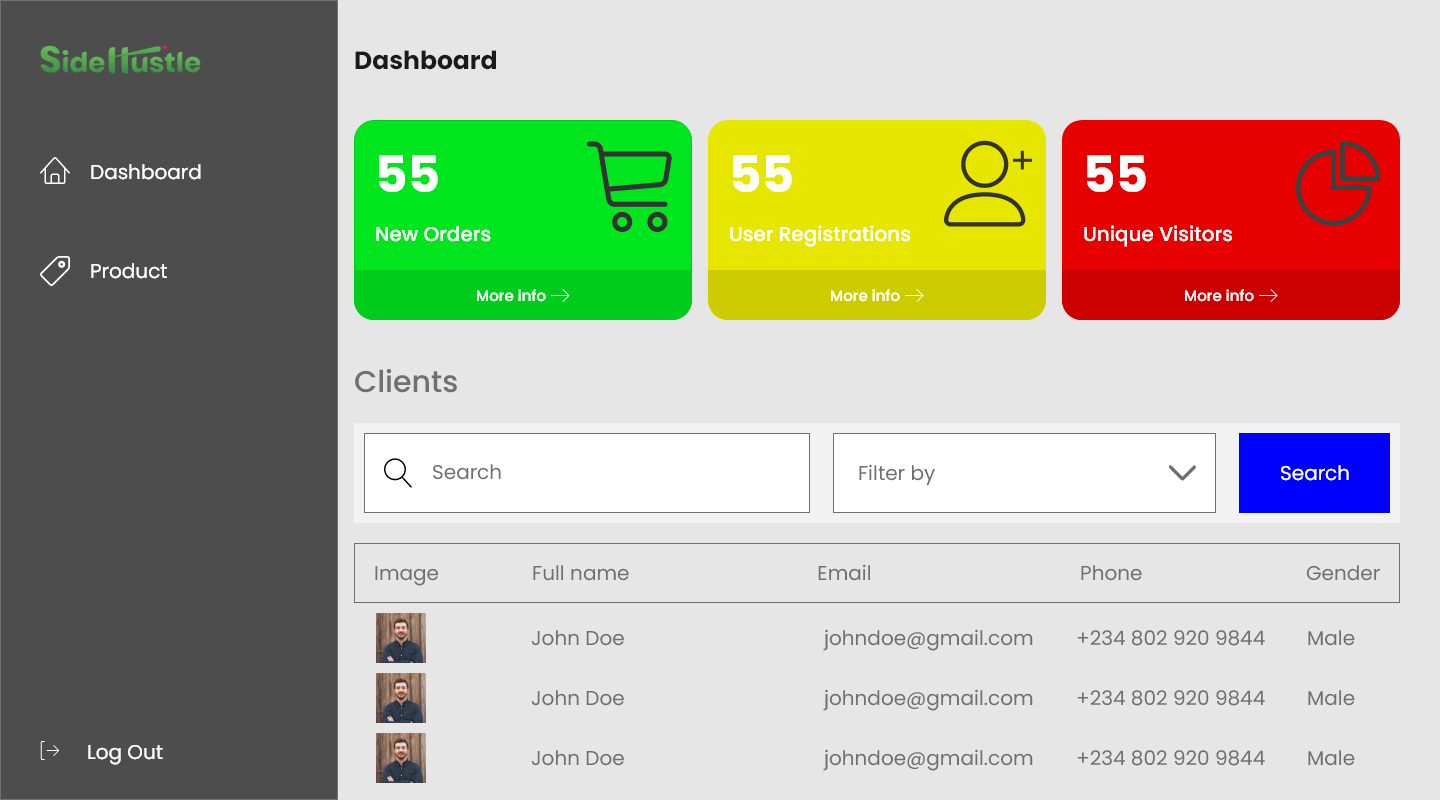 SideHustle
Dashboard
Product
Log Out
Dashboard
55
New Orders
More info
55
User Registrations
More info
55
Unique Visitors
More info
Clients
Search
Filter by
Search
Image Full name Email Phone Gender
John Doe johndoe@gmail.com +234 802 920 9844 Male
John Doe johndoe@gmail.com +234 802 920 9844 Male
John Doe johndoe@gmail.com +234 802 920 9844 Male